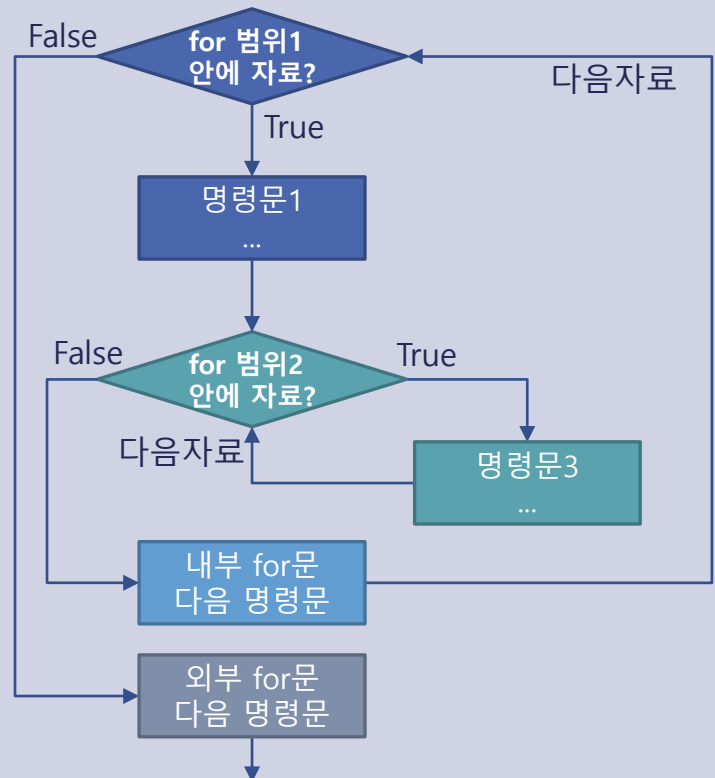 False
for 범위1
안에 자료?
다음자료
True
명령문1
...
False
for 범위2
안에 자료?
True
다음자료
명령문3
...
내부 for문
다음 명령문
외부 for문
다음 명령문